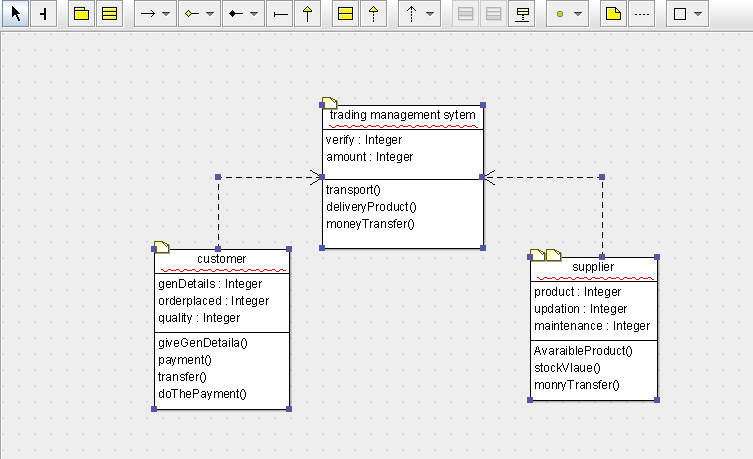 trading management sytem
verify : Integer
amount : Integer
transport()
deliveryProduct()
moneyTransfer()
customer
genDetails : Integer
orderplaced : Integer
quality : Integer
giveGenDetaila()
payment()
transfer()
doThePayment()
supplier
product : Integer
updation : Integer
maintenance : Integer
AvaraibleProduct()
stockVlaue()
monryTransfer()